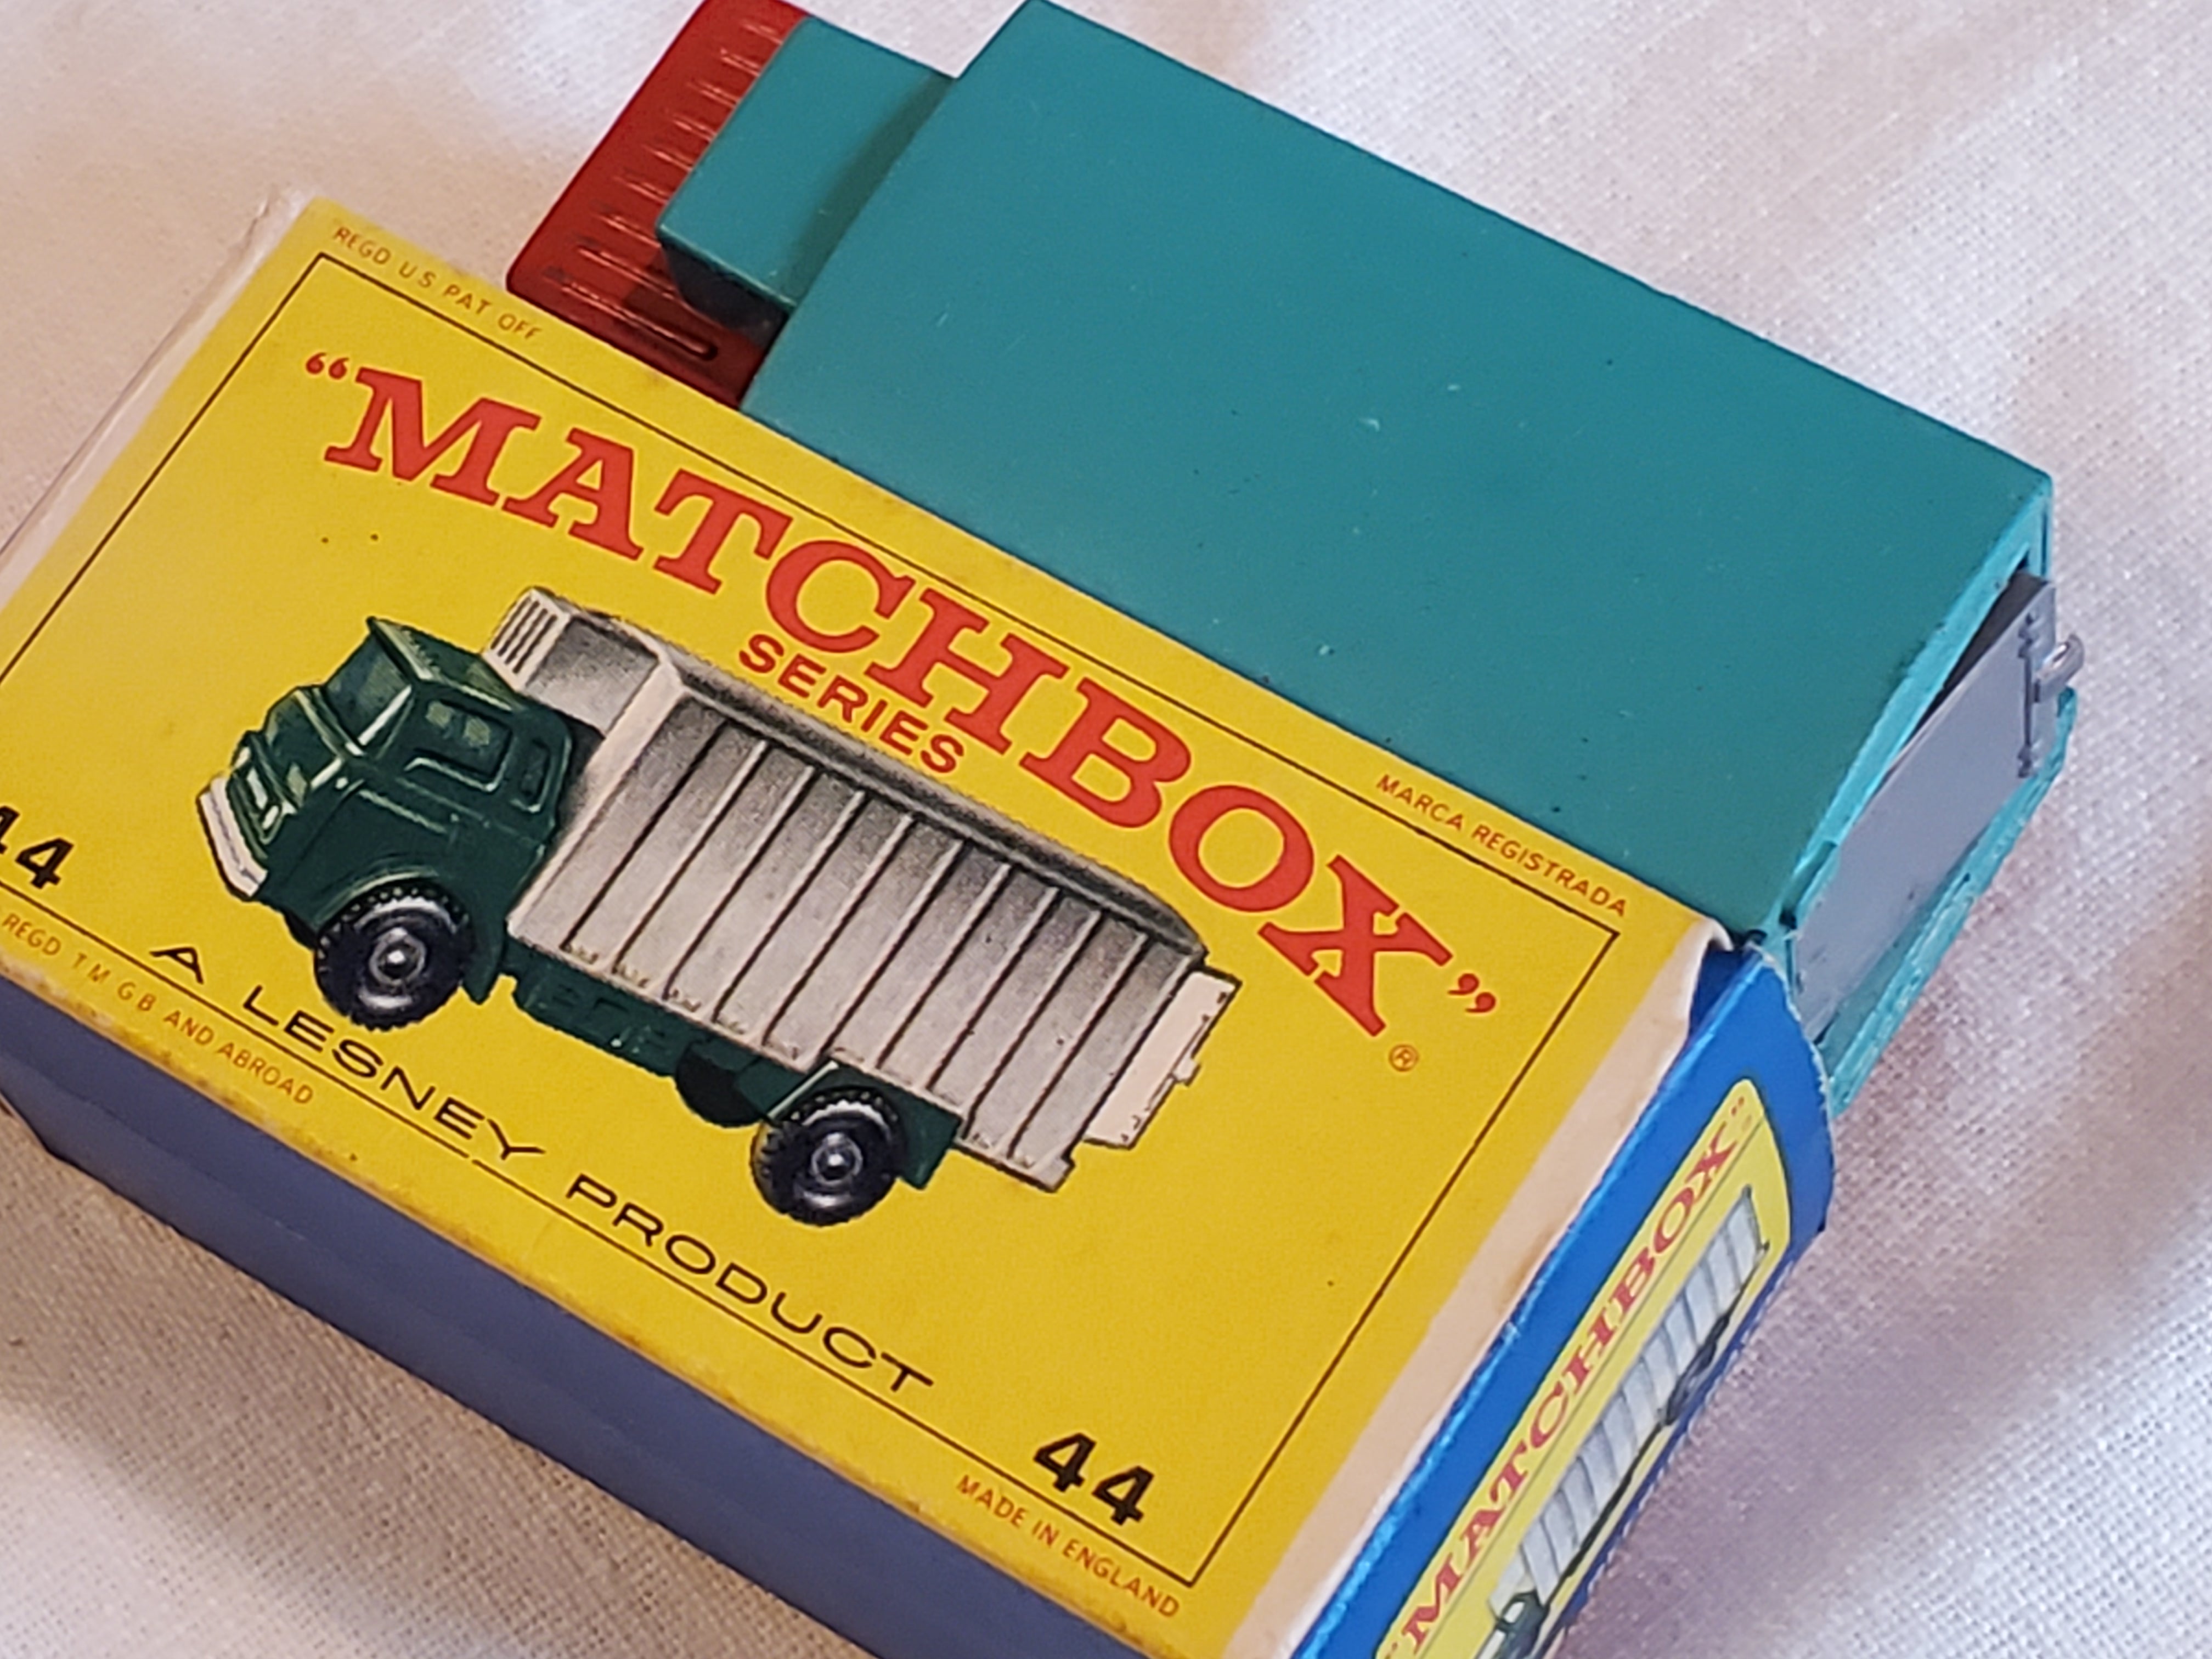 REGD U S PAT OFF
MARCA REGISTRADA
"MATCHBOX" ®
SERIES
44
A LESNEY PRODUCT
44
REGD T M G B AND ABROAD
MADE IN ENGLAND
"MATCHBOX"